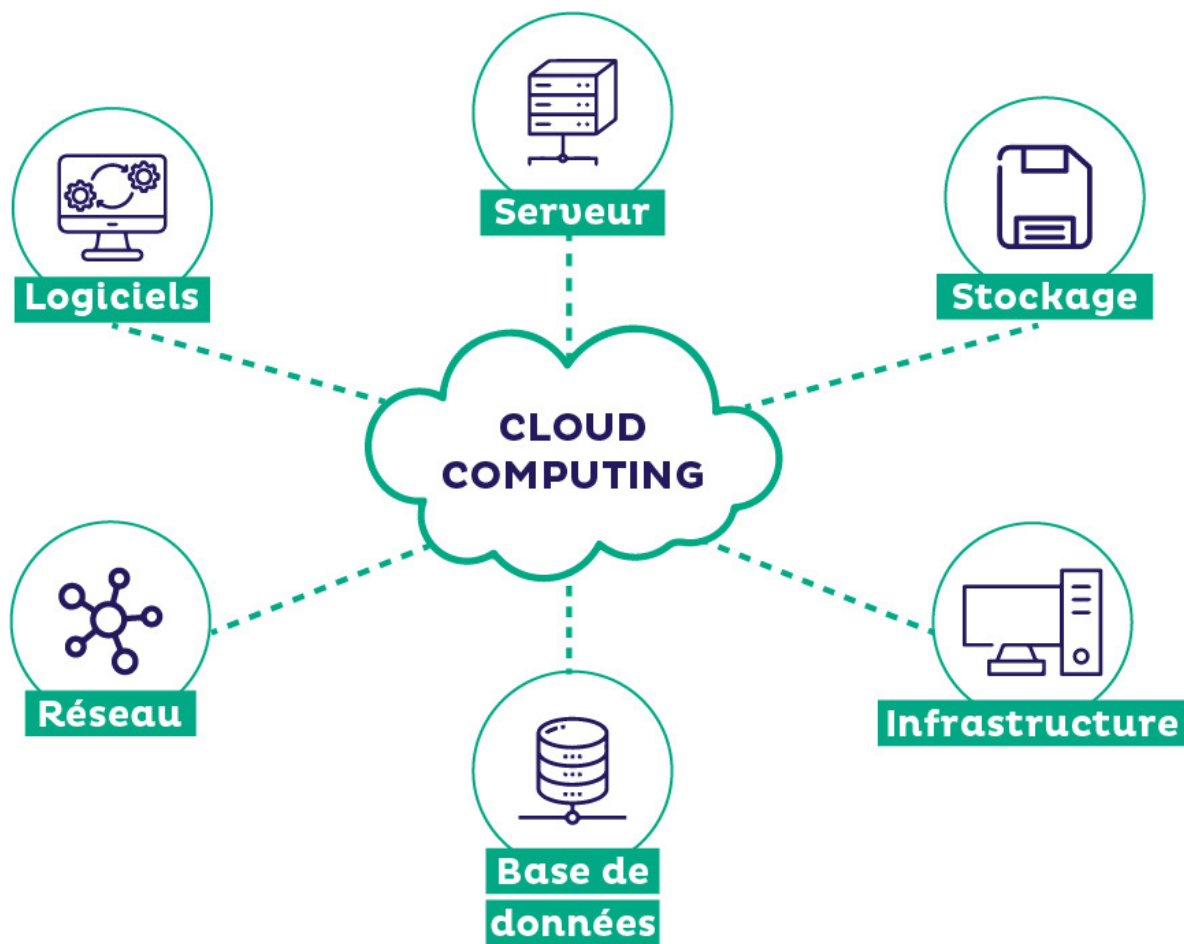 Serveur
Logiciels
Stockage
CLOUD
COMPUTING
Réseau
Infrastructure
Base de
données